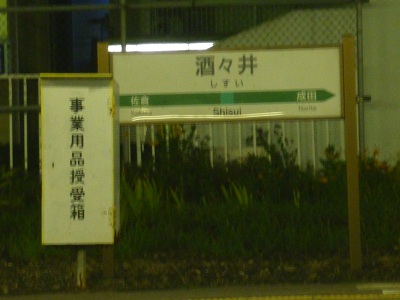 酒々井
しすい
佐倉
成田
Shisui
Narita
事業用品授受箱